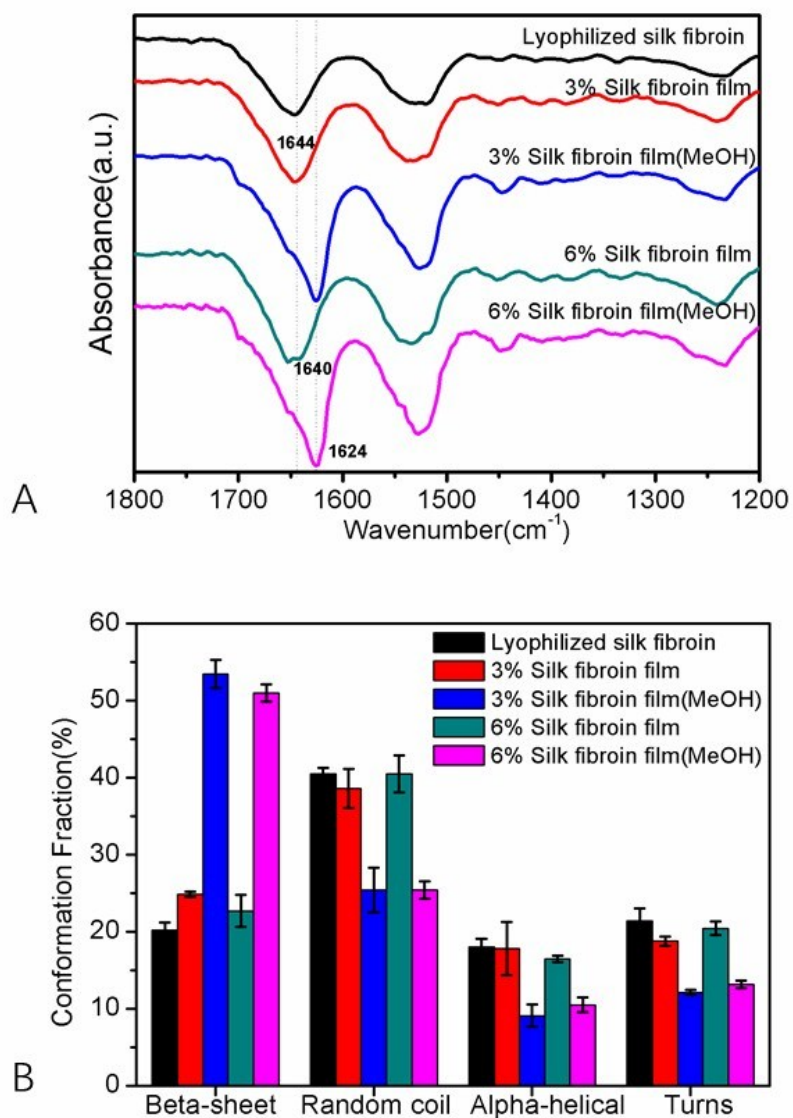 Lyophilized silk fibroin
3% Silk fibroin film
1644
3% Silk fibroin film(MeOH)
6% Silk fibroin film
6% Silk fibroin film(MeOH)
1640
1624
Absorbance(a.u.)
1800 1700 1600 1500 1400 1300 1200
Wavenumber(cm⁻¹)
A
60
50
40
30
20
10
0
Conformation Fraction(%)
Lyophilized silk fibroin
3% Silk fibroin film
3% Silk fibroin film(MeOH)
6% Silk fibroin film
6% Silk fibroin film(MeOH)
Beta-sheet Random coil Alpha-helical Turns
B